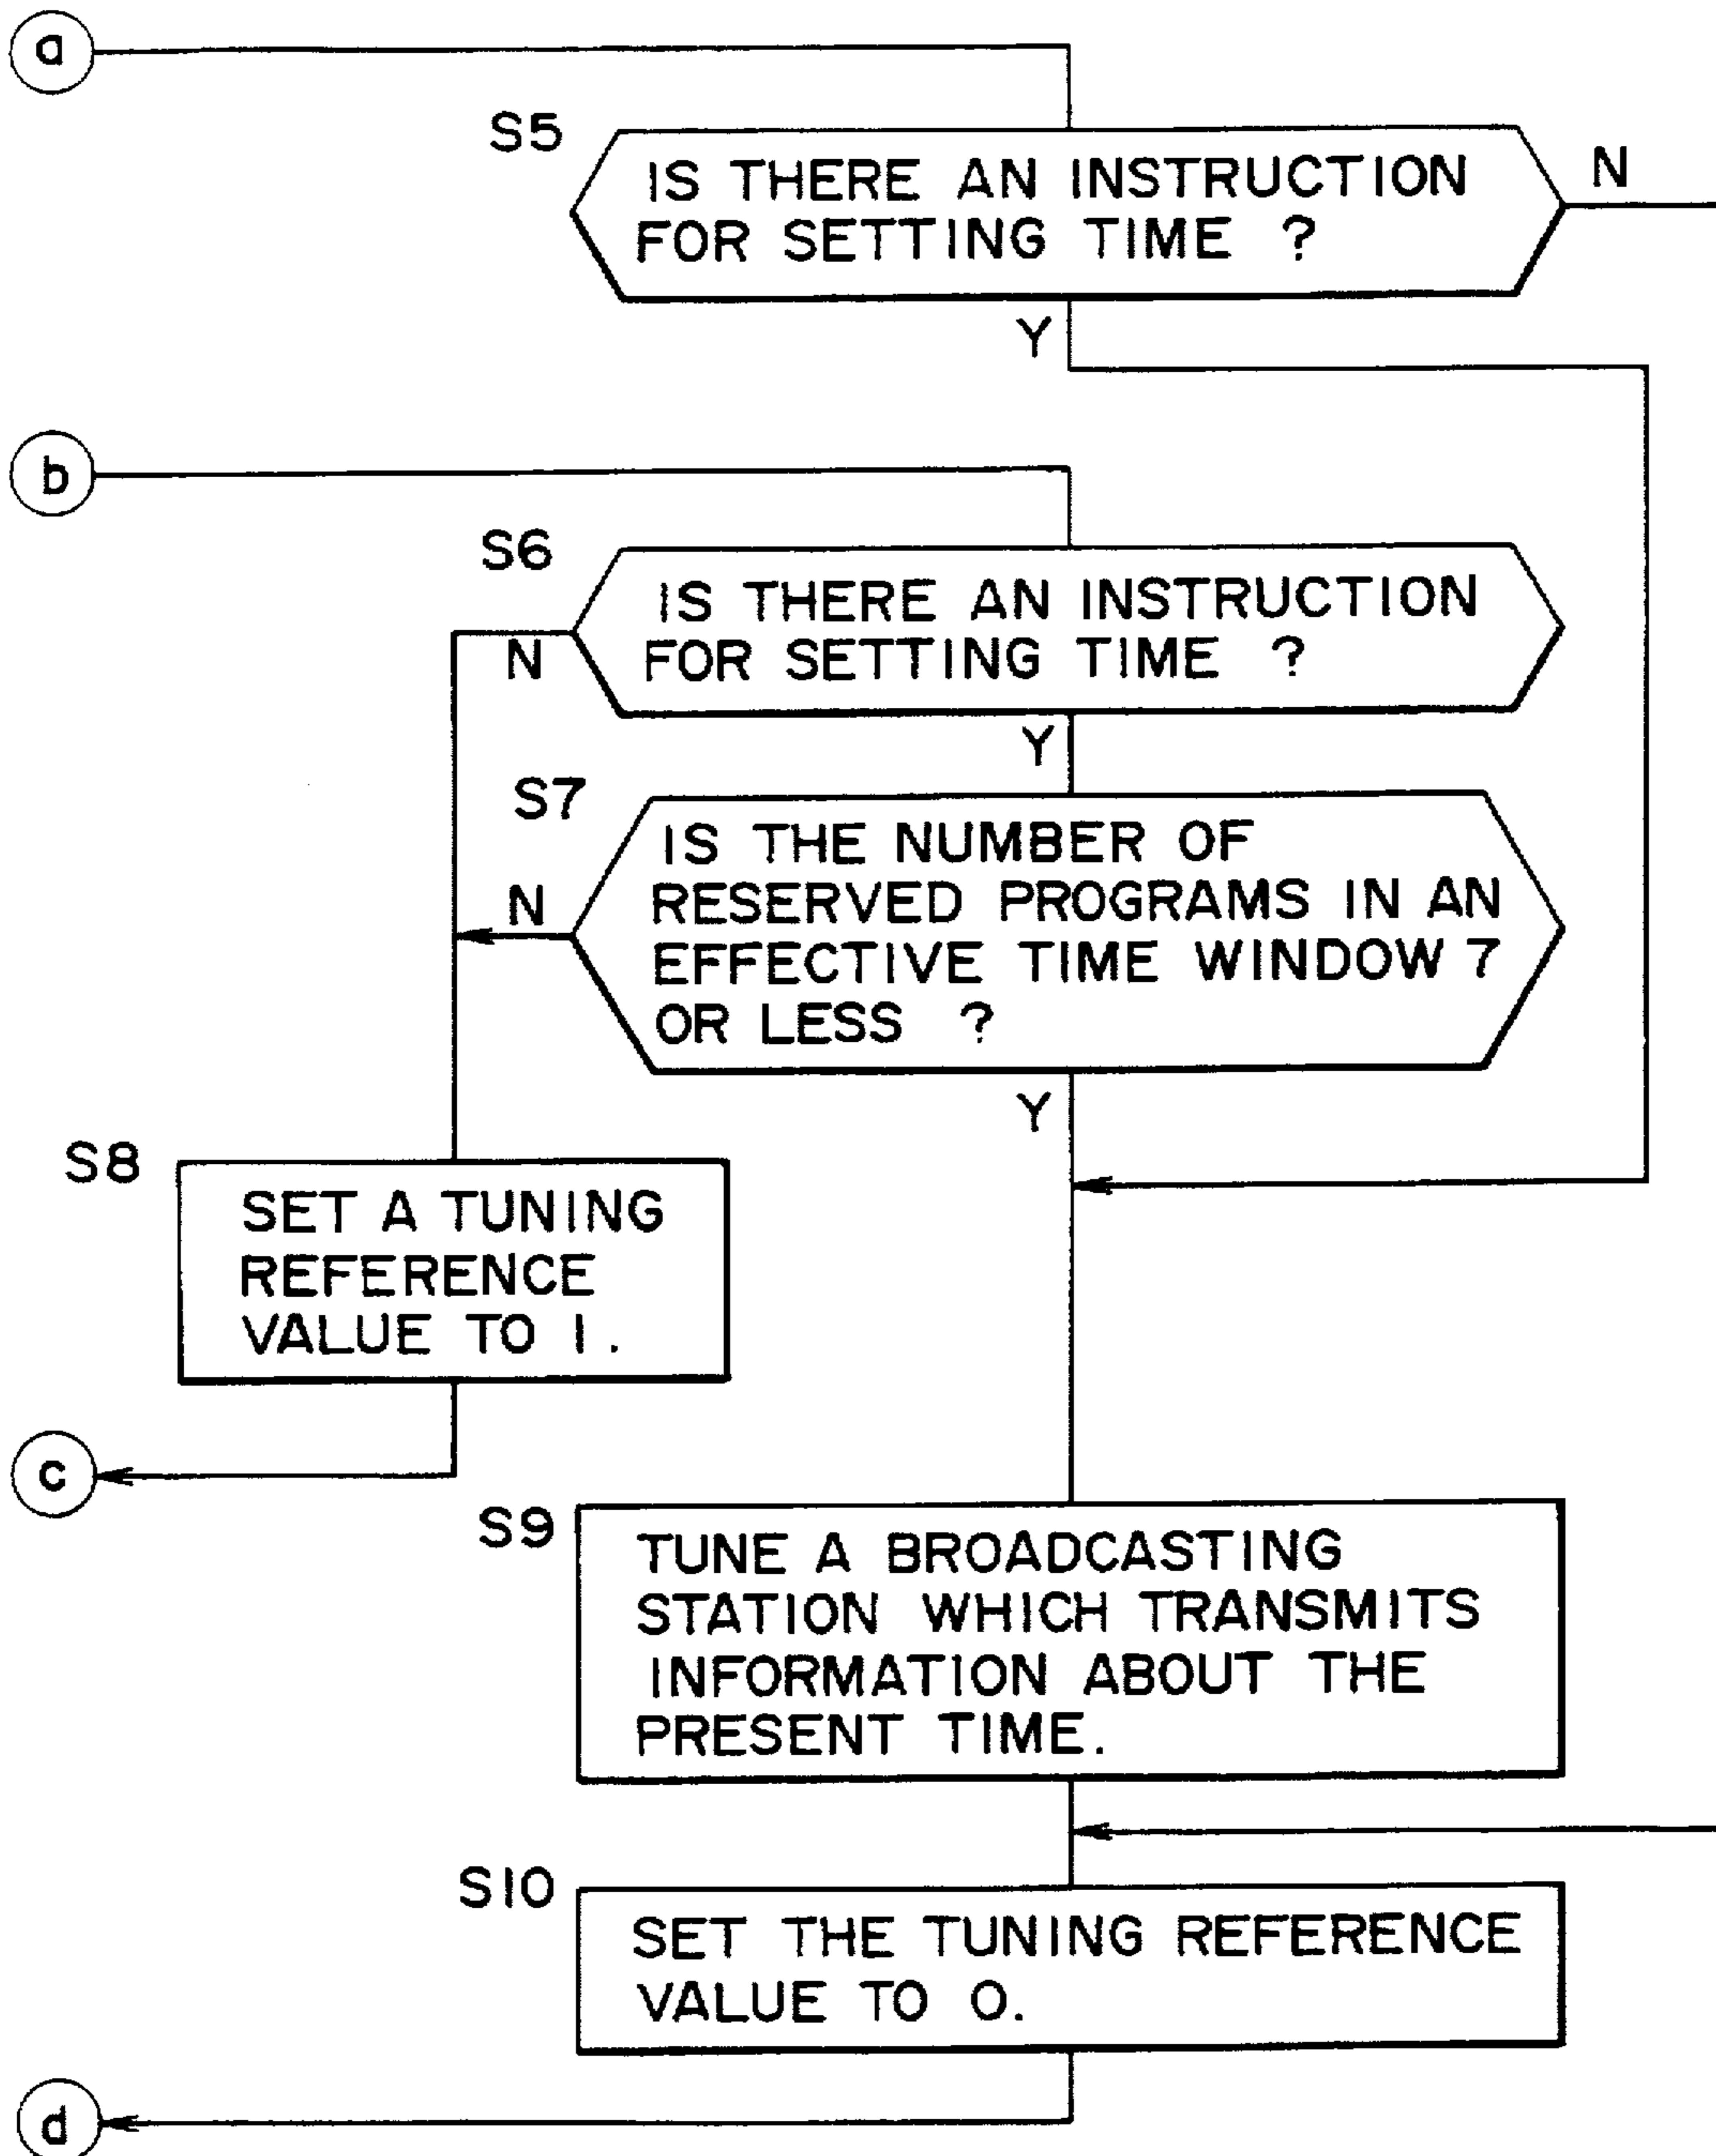 a
S5
IS THERE AN INSTRUCTION
FOR SETTING TIME ?
N
Y
b
S6
IS THERE AN INSTRUCTION
FOR SETTING TIME ?
N
Y
S7
IS THE NUMBER OF
RESERVED PROGRAMS IN AN
EFFECTIVE TIME WINDOW 7
OR LESS ?
N
Y
S8
SET A TUNING
REFERENCE
VALUE TO 1.
c
S9
TUNE A BROADCASTING
STATION WHICH TRANSMITS
INFORMATION ABOUT THE
PRESENT TIME.
S10
SET THE TUNING REFERENCE
VALUE TO 0.
d